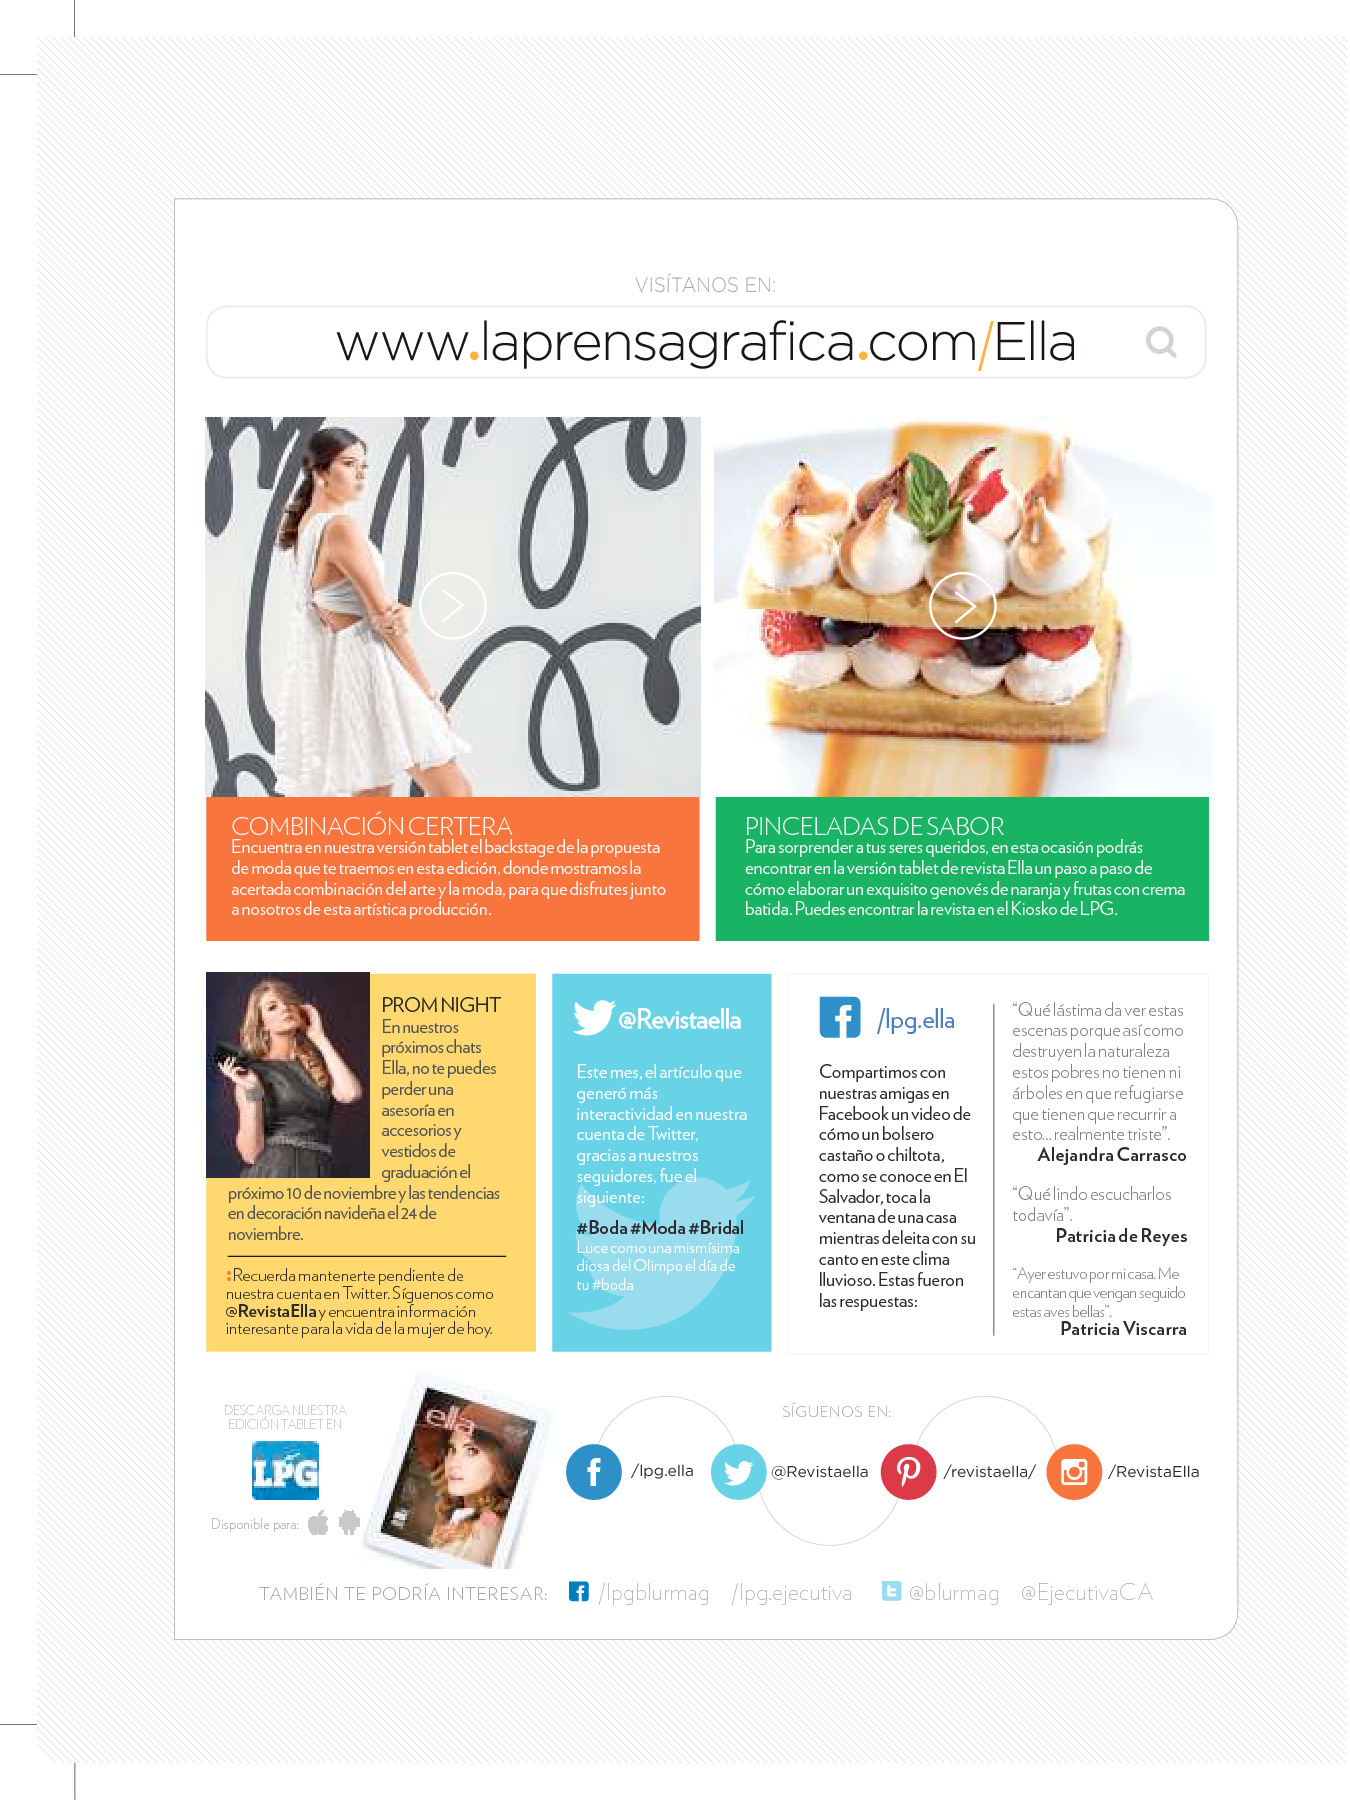 VISÍTANOS EN:
www.laprensagrafica.com/Ella
COMBINACIÓN CERTERA
Encuentra en nuestra versión tablet el backstage de la propuesta
de moda que te traemos en esta edición, donde mostramos la
acertada combinación del arte y la moda, para que disfrutes junto
a nosotros de esta artística producción.
PINCELADAS DE SABOR
Para sorprender a tus seres queridos, en esta ocasión podrás
encontrar en la versión tablet de revista Ella un paso a paso de
cómo elaborar un exquisito genovés de naranja y frutas con crema
batida. Puedes encontrar la revista en el Kiosko de LPG.
PROM NIGHT
En nuestros
próximos chats
Ella, no te puedes
perder una
asesoría en
accesorios y
vestidos de
graduación el
próximo 10 de noviembre y las tendencias
en decoración navideña el 24 de
noviembre.
:Recuerda mantenerte pendiente de
nuestra cuenta en Twitter. Síguenos como
@RevistaElla y encuentra información
interesante para la vida de la mujer de hoy.
@Revistaella
Este mes, el artículo que
generó más
interactividad en nuestra
cuenta de Twitter,
gracias a nuestros
seguidores, fue el
siguiente:
#Boda #Moda #Bridal
Luce como una mismísima
diosa del Olimpo el día de
tu #boda
/lpg.ella
Compartimos con
nuestras amigas en
Facebook un video de
cómo un bolsero
castaño o chiltota,
como se conoce en El
Salvador, toca la
ventana de una casa
mientras deleita con su
canto en este clima
lluvioso. Estas fueron
las respuestas:
“Qué lástima da ver estas
escenas porque así como
destruyen la naturaleza
estos pobres no tienen ni
árboles en que refugiarse
que tienen que recurrir a
esto... realmente triste”.
Alejandra Carrasco
“Qué lindo escucharlos
todavía”.
Patricia de Reyes
“Ayer estuvo por mi casa. Me
encantan que vengan seguido
estas aves bellas”.
Patricia Viscarra
DESCARGA NUESTRA
EDICIÓN TABLET EN
LPG
Disponible para:
ella
SÍGUENOS EN:
/lpg.ella
@Revistaella
/revistaella/
/RevistaElla
TAMBIÉN TE PODRÍA INTERESAR: /lpgblurmag /lpg.ejecutiva @blurmag @EjecutivaCA